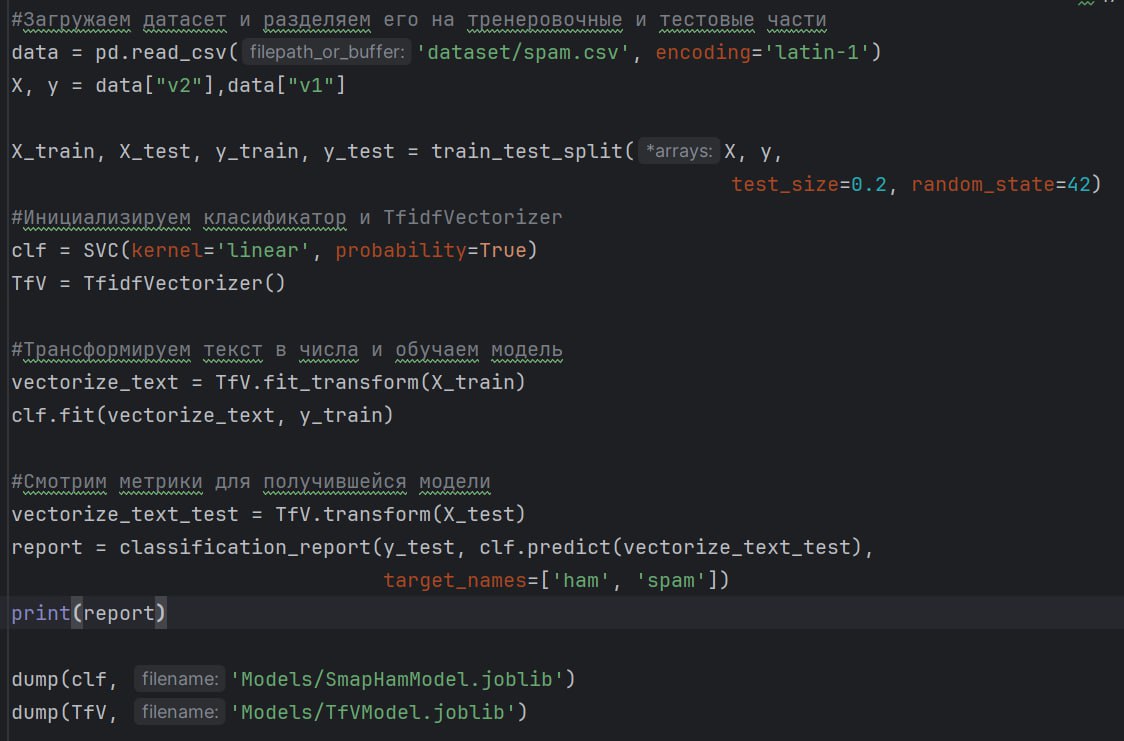 #Загружаем датасет и разделяем его на тренеровочные и тестовые части
data = pd.read_csv( filepath_or_buffer: 'dataset/spam.csv', encoding='latin-1')
X, y = data["v2"],data["v1"]
X_train, X_test, y_train, y_test = train_test_split( *arrays: X, y,
test_size=0.2, random_state=42)
#Инициализируем класификатор и TfidfVectorizer
clf = SVC(kernel='linear', probability=True)
TfV = TfidfVectorizer()
#Трансформируем текст в числа и обучаем модель
vectorize_text = TfV.fit_transform(X_train)
clf.fit(vectorize_text, y_train)
#Смотрим метрики для получившейся модели
vectorize_text_test = TfV.transform(X_test)
report = classification_report(y_test, clf.predict(vectorize_text_test),
target_names=['ham', 'spam'])
print(report)
dump(clf, filename: 'Models/SmapHamModel.joblib')
dump(TfV, filename: 'Models/TfVModel.joblib')